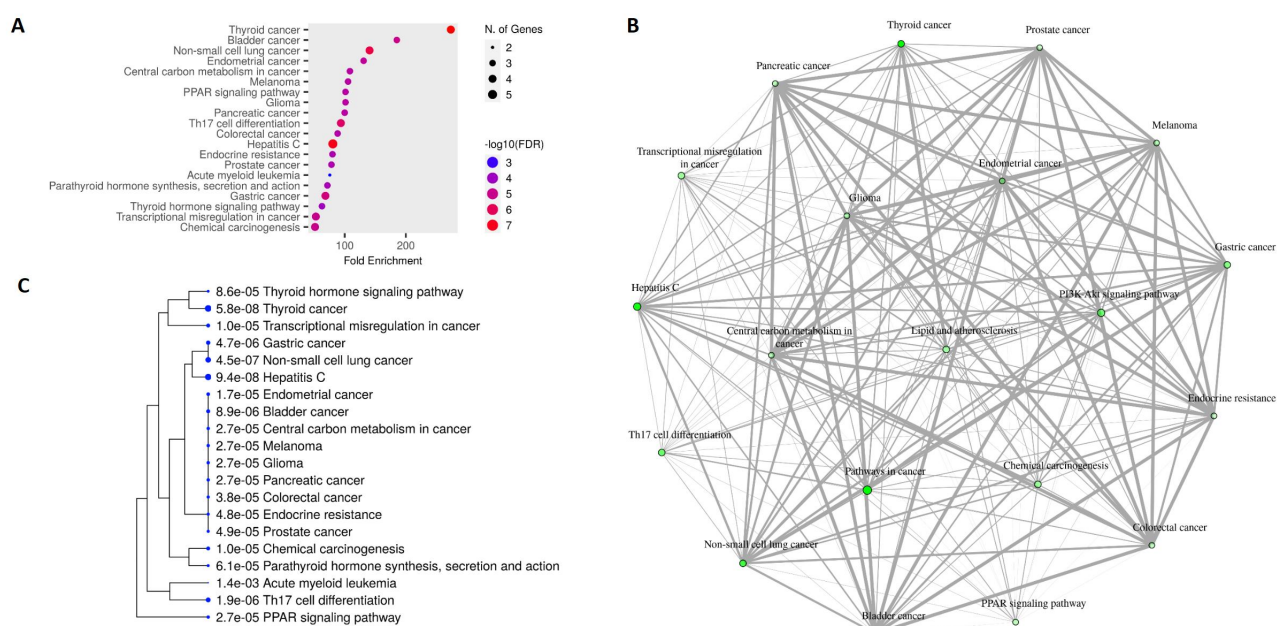 A
Thyroid cancer
Bladder cancer
Non-small cell lung cancer
Endometrial cancer
Central carbon metabolism in cancer
Melanoma
PPAR signaling pathway
Glioma
Pancreatic cancer
Th17 cell differentiation
Colorectal cancer
Hepatitis C
Endocrine resistance
Prostate cancer
Acute myeloid leukemia
Parathyroid hormone synthesis, secretion and action
Gastric cancer
Thyroid hormone signaling pathway
Transcriptional misregulation in cancer
Chemical carcinogenesis
100 200
Fold Enrichment
N. of Genes
2
3
4
5
-log10(FDR)
3
4
5
6
7
B
Thyroid cancer
Prostate cancer
Pancreatic cancer
Melanoma
Transcriptional misregulation
in cancer
Endometrial cancer
Glioma
Gastric cancer
Hepatitis C
PI3K-Akt signaling pathway
Central carbon metabolism in
cancer
Lipid and atherosclerosis
Endocrine resistance
Th17 cell differentiation
Pathways in cancer
Chemical carcinogenesis
Colorectal cancer
Non-small cell lung cancer
PPAR signaling pathway
Bladder cancer
C
8.6e-05 Thyroid hormone signaling pathway
5.8e-08 Thyroid cancer
1.0e-05 Transcriptional misregulation in cancer
4.7e-06 Gastric cancer
4.5e-07 Non-small cell lung cancer
9.4e-08 Hepatitis C
1.7e-05 Endometrial cancer
8.9e-06 Bladder cancer
2.7e-05 Central carbon metabolism in cancer
2.7e-05 Melanoma
2.7e-05 Glioma
2.7e-05 Pancreatic cancer
3.8e-05 Colorectal cancer
4.8e-05 Endocrine resistance
4.9e-05 Prostate cancer
1.0e-05 Chemical carcinogenesis
6.1e-05 Parathyroid hormone synthesis, secretion and action
1.4e-03 Acute myeloid leukemia
1.9e-06 Th17 cell differentiation
2.7e-05 PPAR signaling pathway